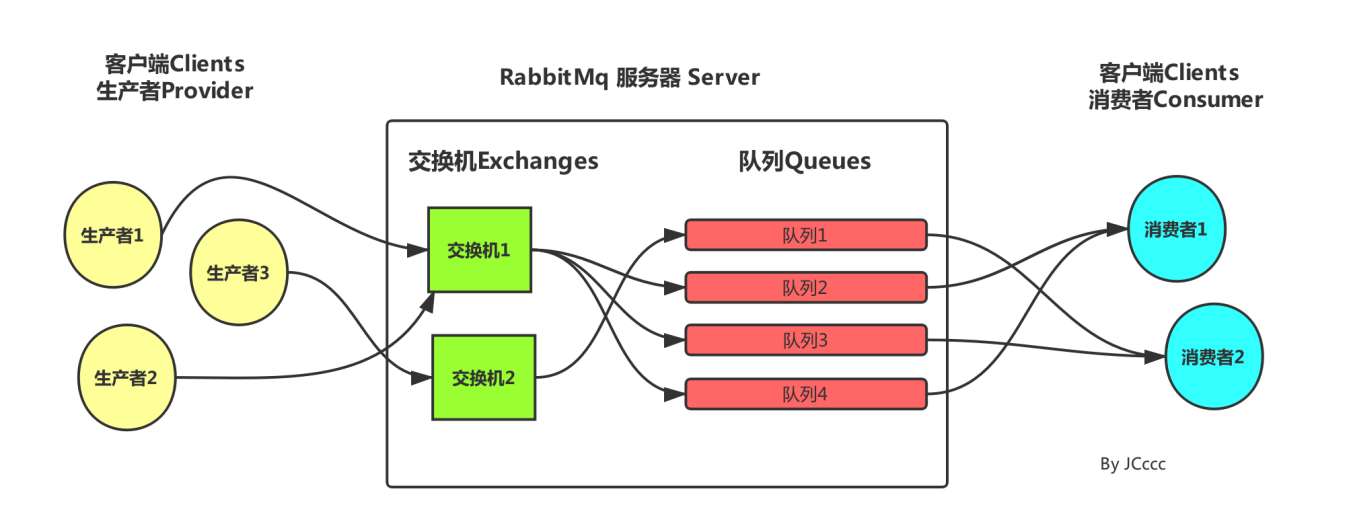 客户端Clients
生产者Provider
RabbitMq 服务器 Server
客户端Clients
消费者Consumer
交换机Exchanges
队列Queues
生产者1
生产者3
生产者2
交换机1
交换机2
队列1
队列2
队列3
队列4
消费者1
消费者2
By JCccc